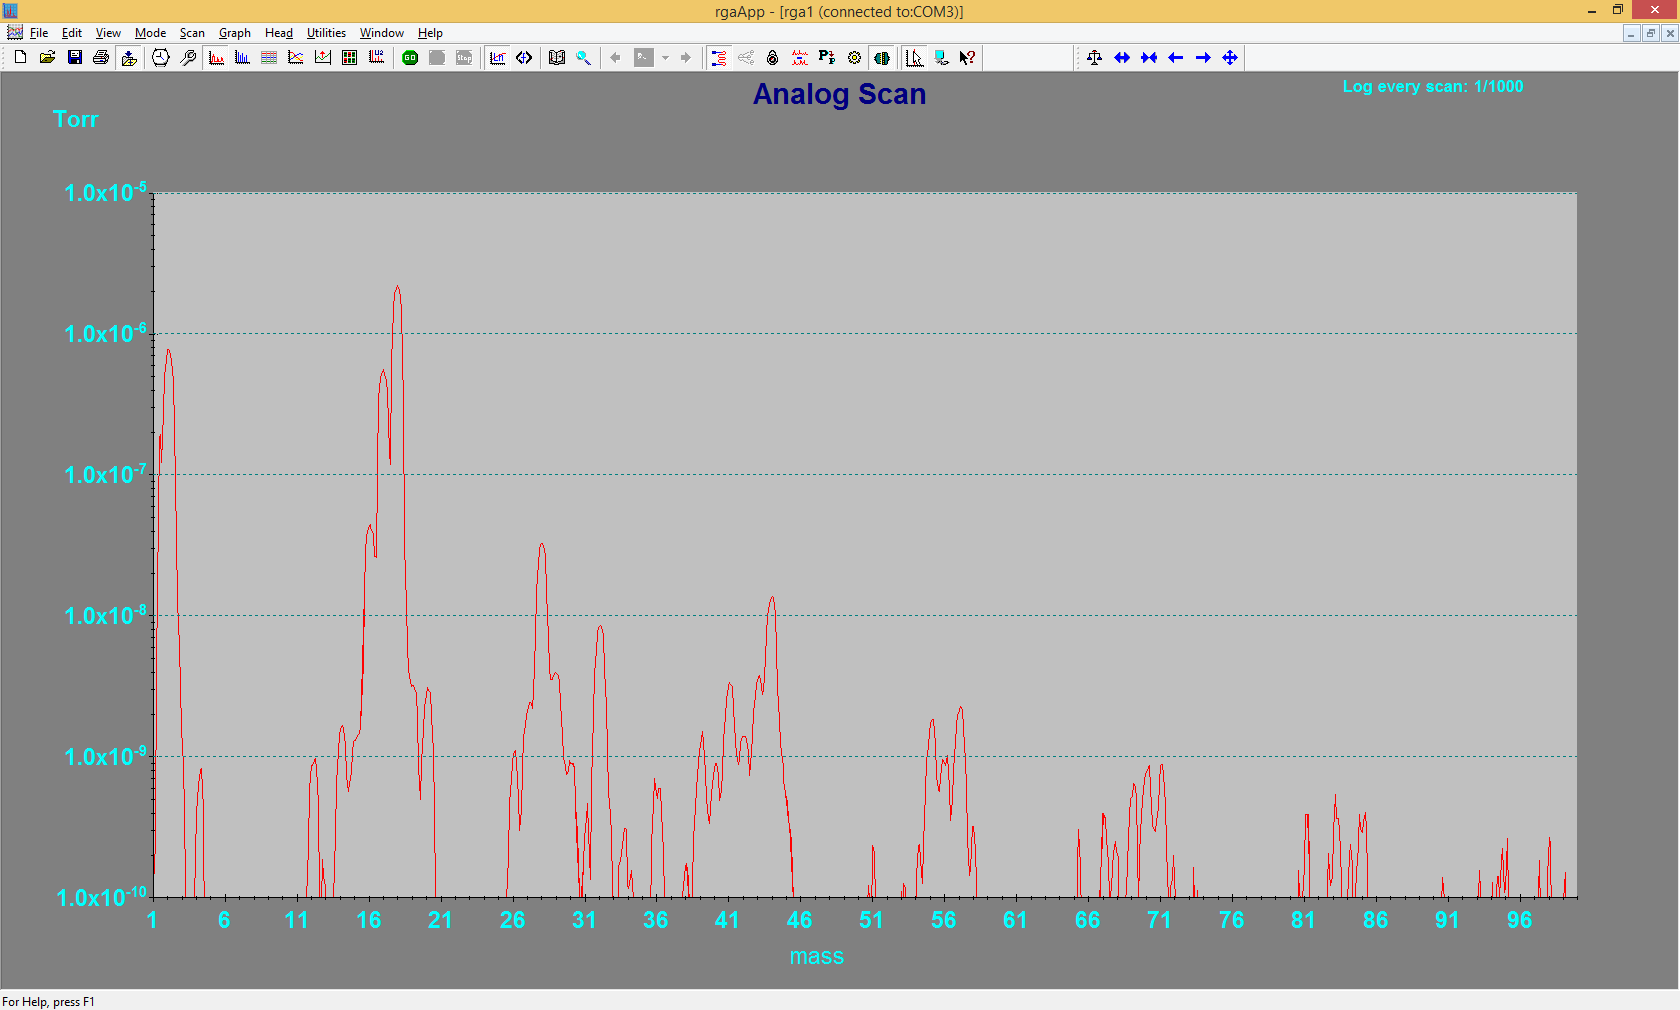 rgaApp - [rga1 (connected to:COM3)]
File Edit View Mode Scan Graph Head Utilities Window Help
GO Stop
Analog Scan
Log every scan: 1/1000
Torr
1.0x10-5
1.0x10-6
1.0x10-7
1.0x10-8
1.0x10-9
1.0x10-10
1 6 11 16 21 26 31 36 41 46 51 56 61 66 71 76 81 86 91 96
mass
For Help, press F1